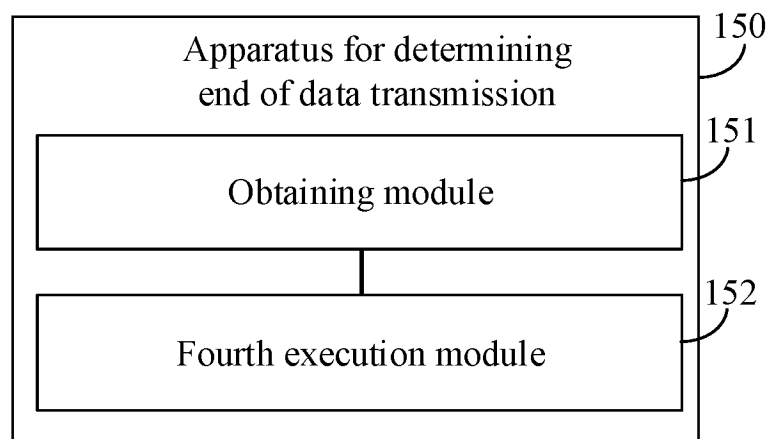 150
Apparatus for determining
end of data transmission
151
Obtaining module
152
Fourth execution module